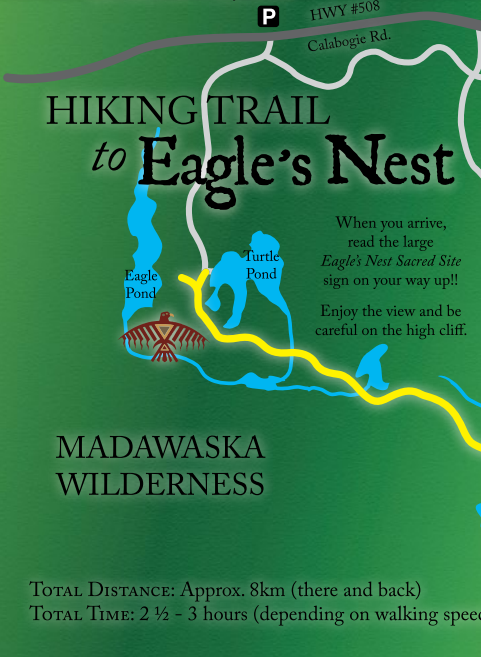 P
HWY #508
Calabogie Rd.
HIKING TRAIL
to Eagle's Nest
When you arrive,
read the large
Eagle's Nest Sacred Site
sign on your way up!!
Enjoy the view and be
careful on the high cliff.
Turtle
Pond
Eagle
Pond
MADAWASKA
WILDERNESS
TOTAL DISTANCE: Approx. 8km (there and back)
TOTAL TIME: 2 ½ - 3 hours (depending on walking spee